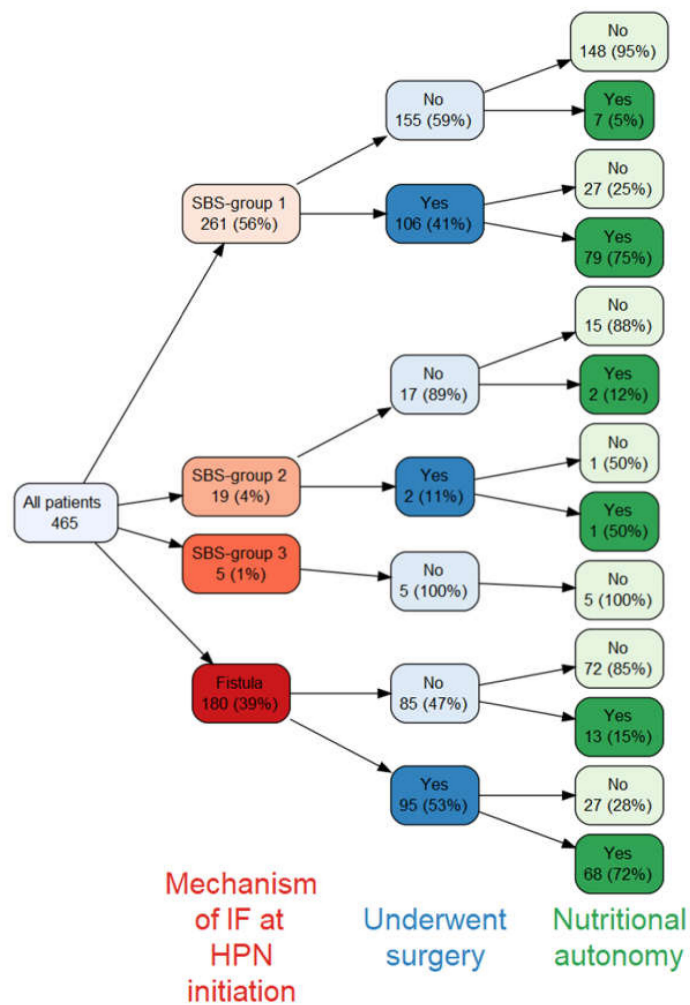 No
148 (95%)
No
155 (59%)
Yes
7 (5%)
No
27 (25%)
SBS-group 1
261 (56%)
Yes
106 (41%)
Yes
79 (75%)
No
15 (88%)
No
17 (89%)
Yes
2 (12%)
No
1 (50%)
SBS-group 2
19 (4%)
Yes
2 (11%)
All patients
465
Yes
1 (50%)
SBS-group 3
5 (1%)
No
5 (100%)
No
5 (100%)
No
72 (85%)
Fistula
180 (39%)
No
85 (47%)
Yes
13 (15%)
Yes
95 (53%)
No
27 (28%)
Yes
68 (72%)
Mechanism
of IF at
HPN
initiation
Underwent
surgery
Nutritional
autonomy